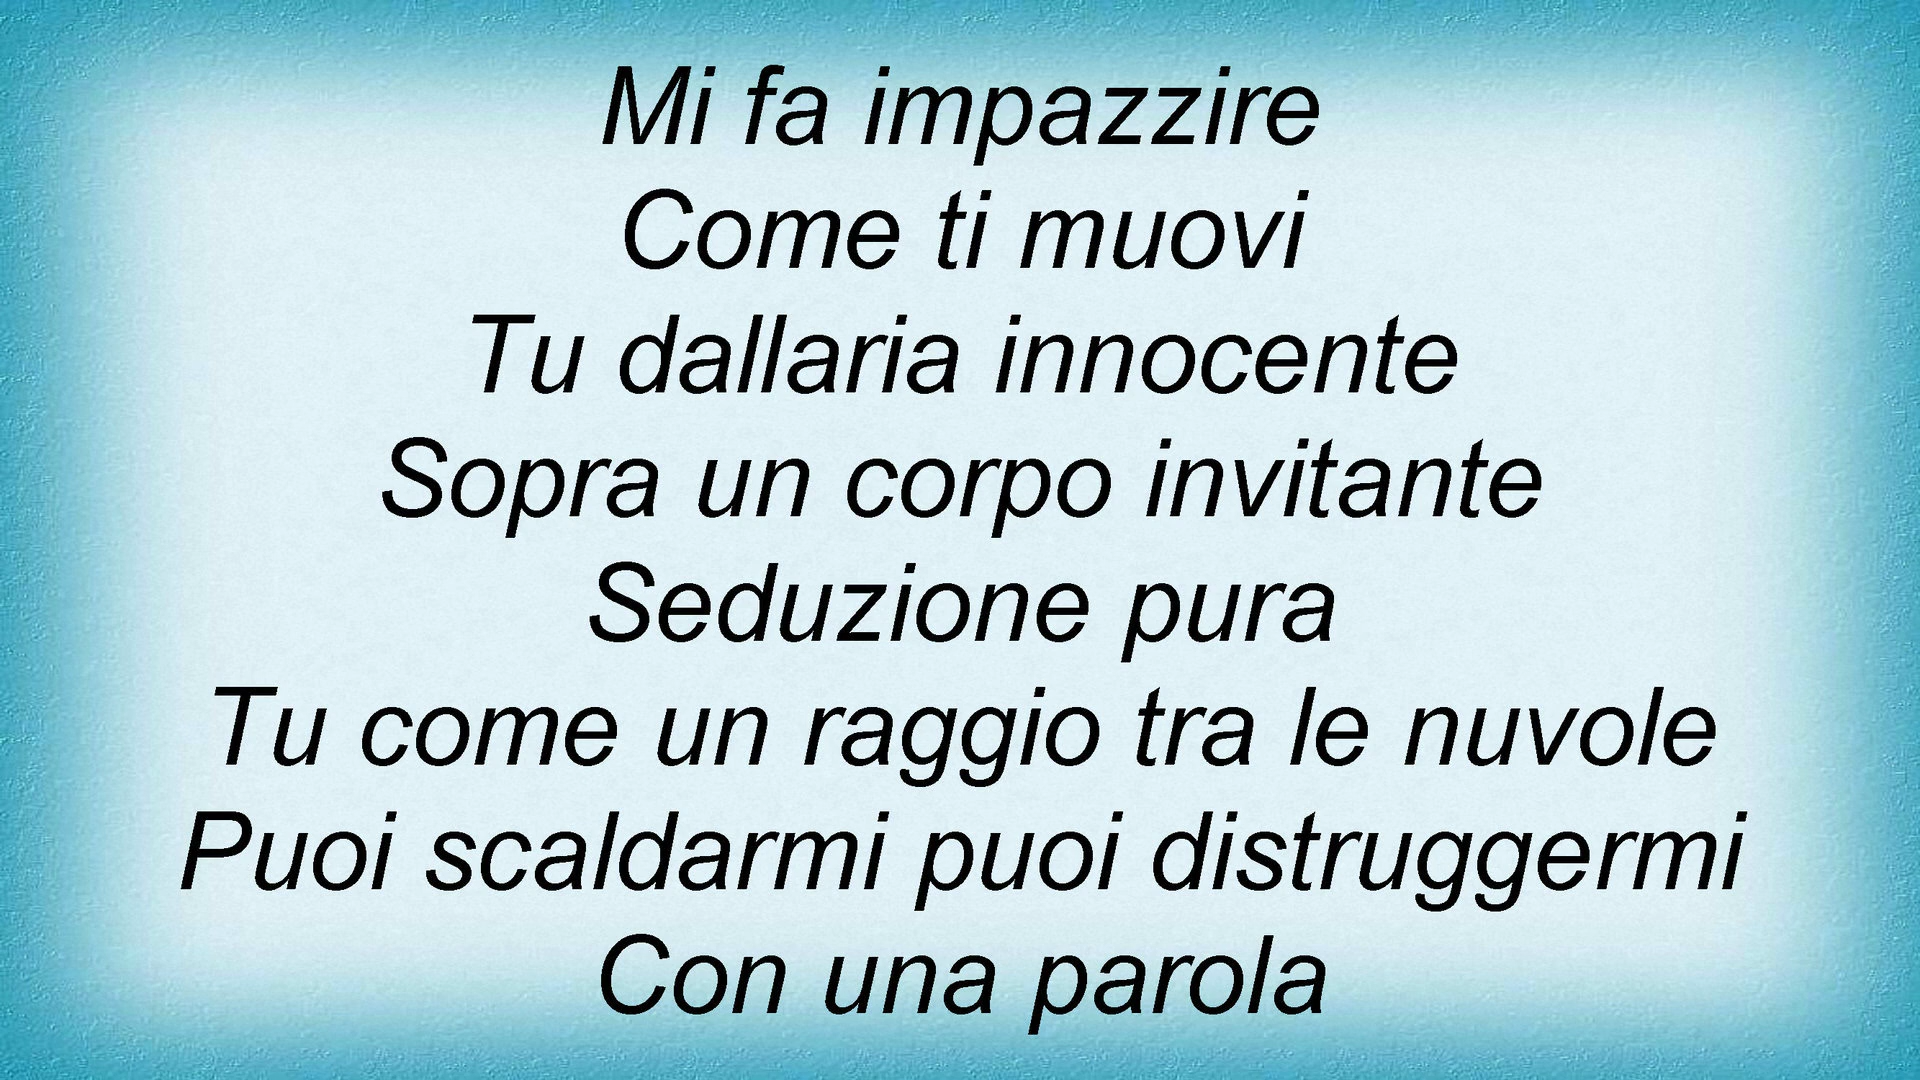 Mi fa impazzire
Come ti muovi
Tu dallaria innocente
Sopra un corpo invitante
Seduzione pura
Tu come un raggio tra le nuvole
Puoi scaldarmi puoi distruggermi
Con una parola